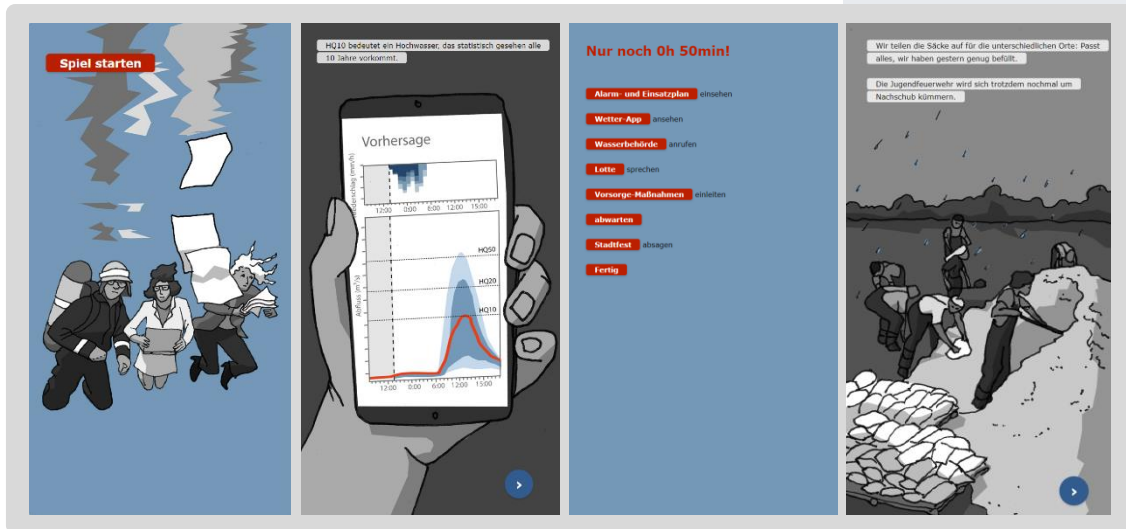 Spiel starten
HQ10 bedeutet ein Hochwasser, das statistisch gesehen alle
10 Jahre vorkommt.
Vorhersage
(mm/h)
12:00 0:00 6:00 12:00 15:00
Abfluss (m³/s)
HQ50
HQ20
HQ10
12:00 0:00 6:00 12:00 15:00
Nur noch 0h 50min!
Alarm- und Einsatzplan einsehen
Wetter-App ansehen
Wasserbehörde anrufen
Lotte sprechen
Vorsorge-Maßnahmen einleiten
abwarten
Stadtfest absagen
Fertig
Wir teilen die Säcke auf für die unterschiedlichen Orte: Passt
alles, wir haben gestern genug befüllt.
Die Jugendfeuerwehr wird sich trotzdem nochmal um
Nachschub kümmern.